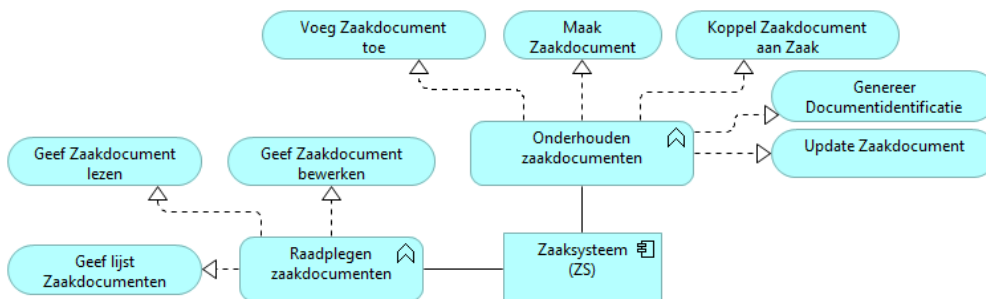 Voeg Zaakdocument
toe
Maak
Zaakdocument
Koppel Zaakdocument
aan Zaak
Genereer
Documentidentificatie
Onderhouden
zaakdocumenten
Update Zaakdocument
Geef Zaakdocument
lezen
Geef Zaakdocument
bewerken
Raadplegen
zaakdocumenten
Zaaksysteem
(ZS)
Geef lijst
Zaakdocumenten